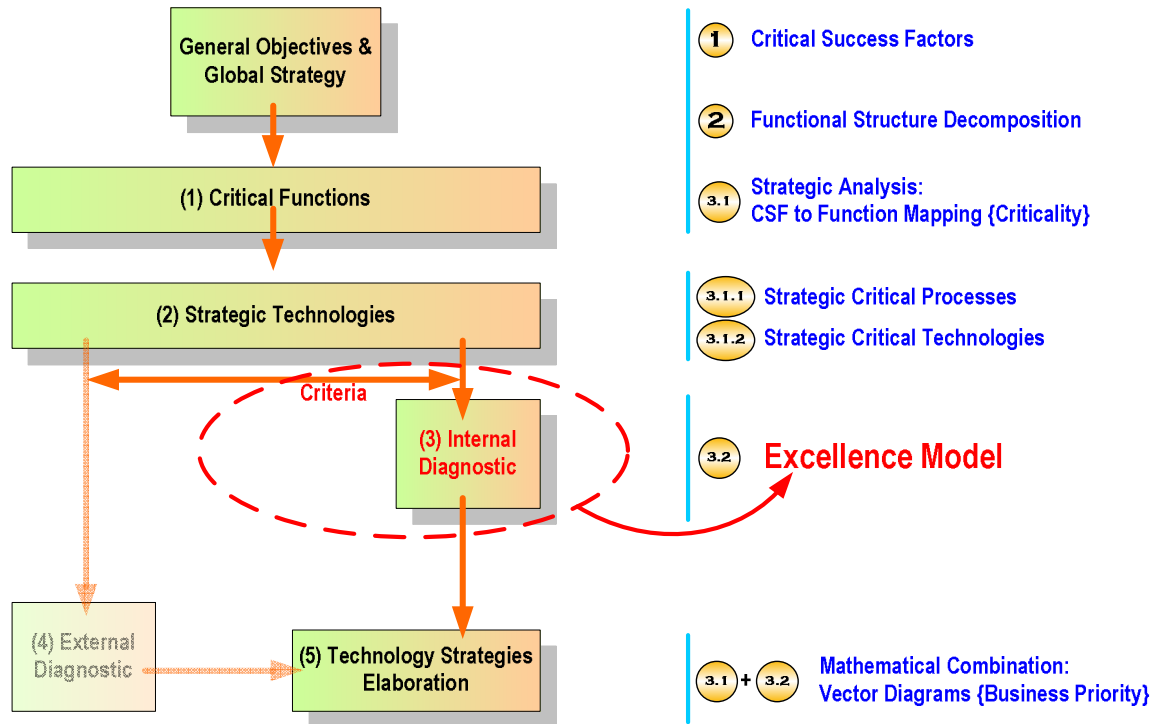 General Objectives &
Global Strategy
(1) Critical Functions
(2) Strategic Technologies
Criteria
(3) Internal
Diagnostic
(4) External
Diagnostic
(5) Technology Strategies
Elaboration
1 Critical Success Factors
2 Functional Structure Decomposition
3.1 Strategic Analysis:
CSF to Function Mapping {Criticality}
3.1.1 Strategic Critical Processes
3.1.2 Strategic Critical Technologies
3.2 Excellence Model
3.1 + 3.2 Mathematical Combination:
Vector Diagrams {Business Priority}